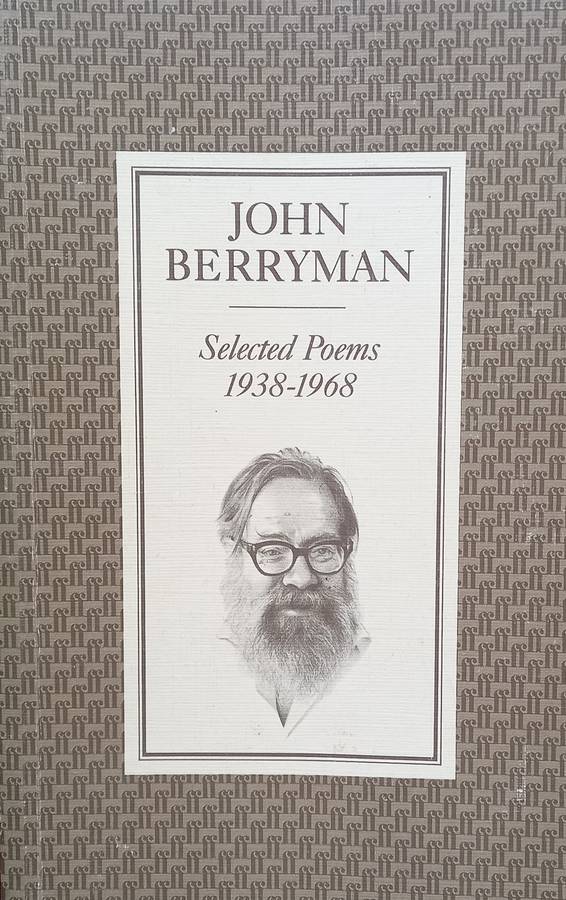 JOHN
BERRYMAN
Selected Poems
1938-1968